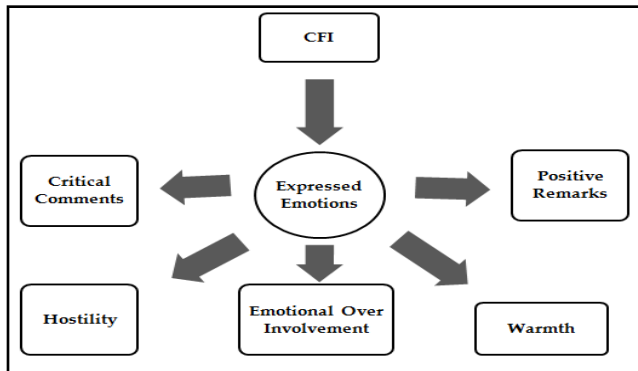 CFI
Critical
Comments
Expressed
Emotions
Positive
Remarks
Hostility
Emotional Over
Involvement
Warmth